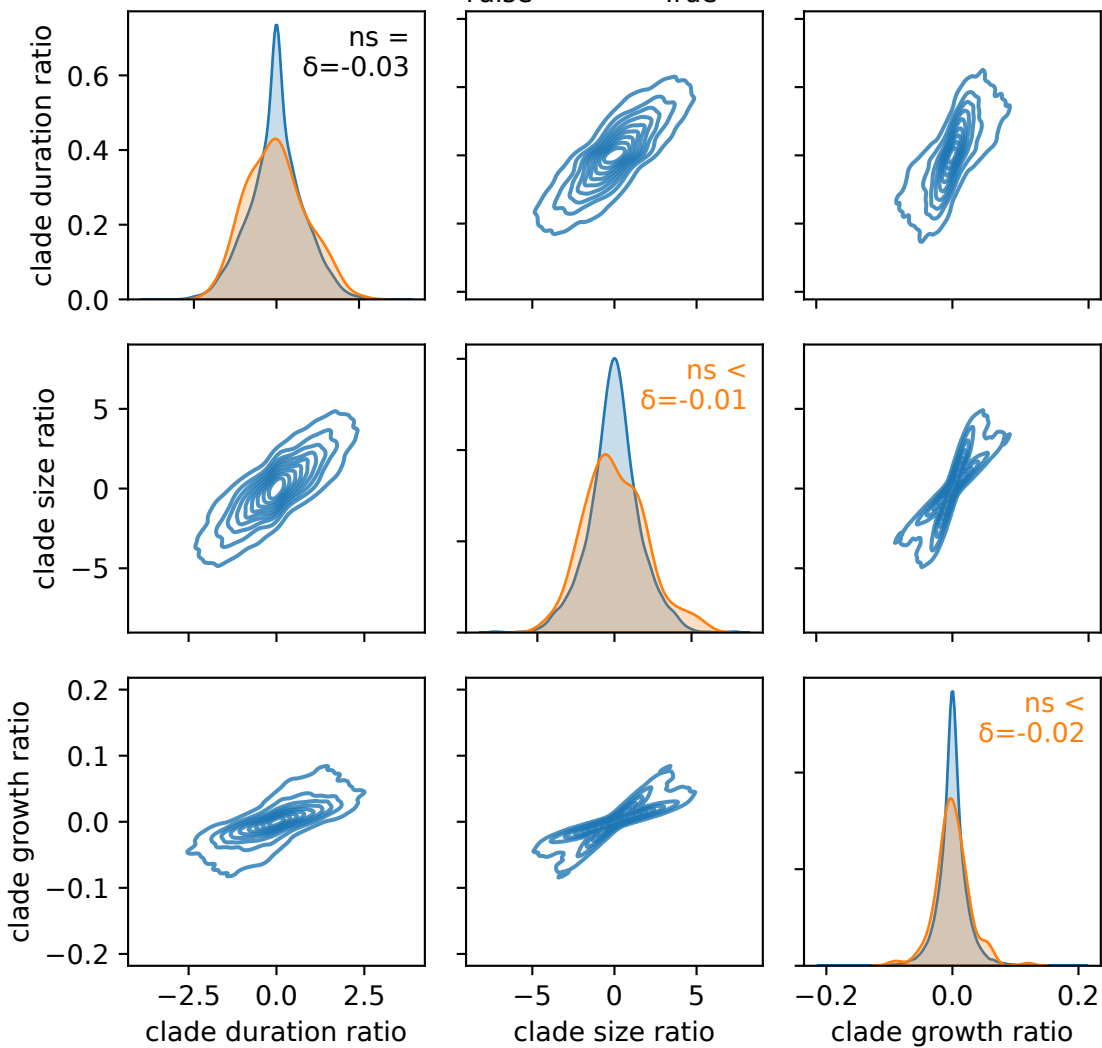 clade duration ratio
0.6
0.4
0.2
0.0
ns =
δ=-0.03
clade size ratio
5
0
−5
ns <
δ=-0.01
clade growth ratio
0.2
0.1
0.0
−0.1
−0.2
ns <
δ=-0.02
−2.5 0.0 2.5
−5 0 5
−0.2 0.0 0.2
clade duration ratio
clade size ratio
clade growth ratio